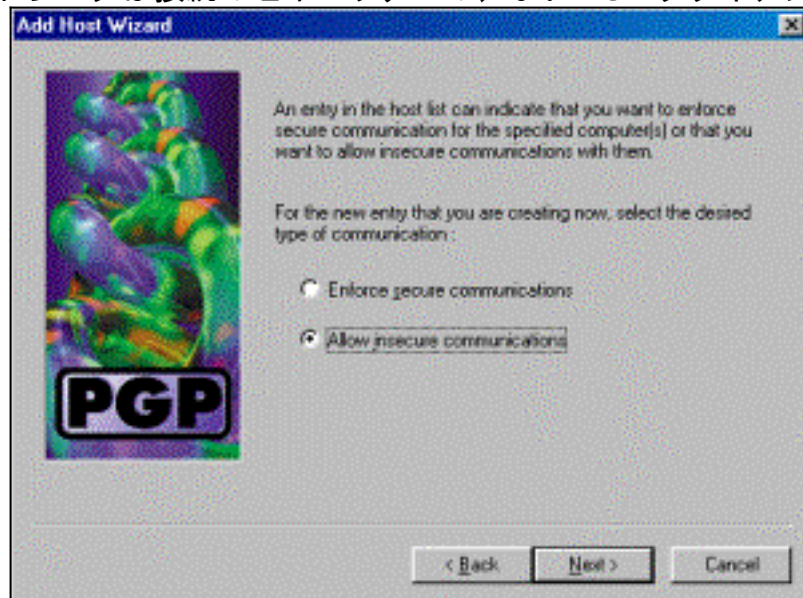 Add Host Wizard
An entry in the host list can indicate that you want to enforce
secure communication for the specified computer(s) or that you
want to allow insecure communications with them.
For the new entry that you are creating now, select the desired
type of communication :
Enforce secure communications
Allow insecure communications
PGP
< Back Next > Cancel